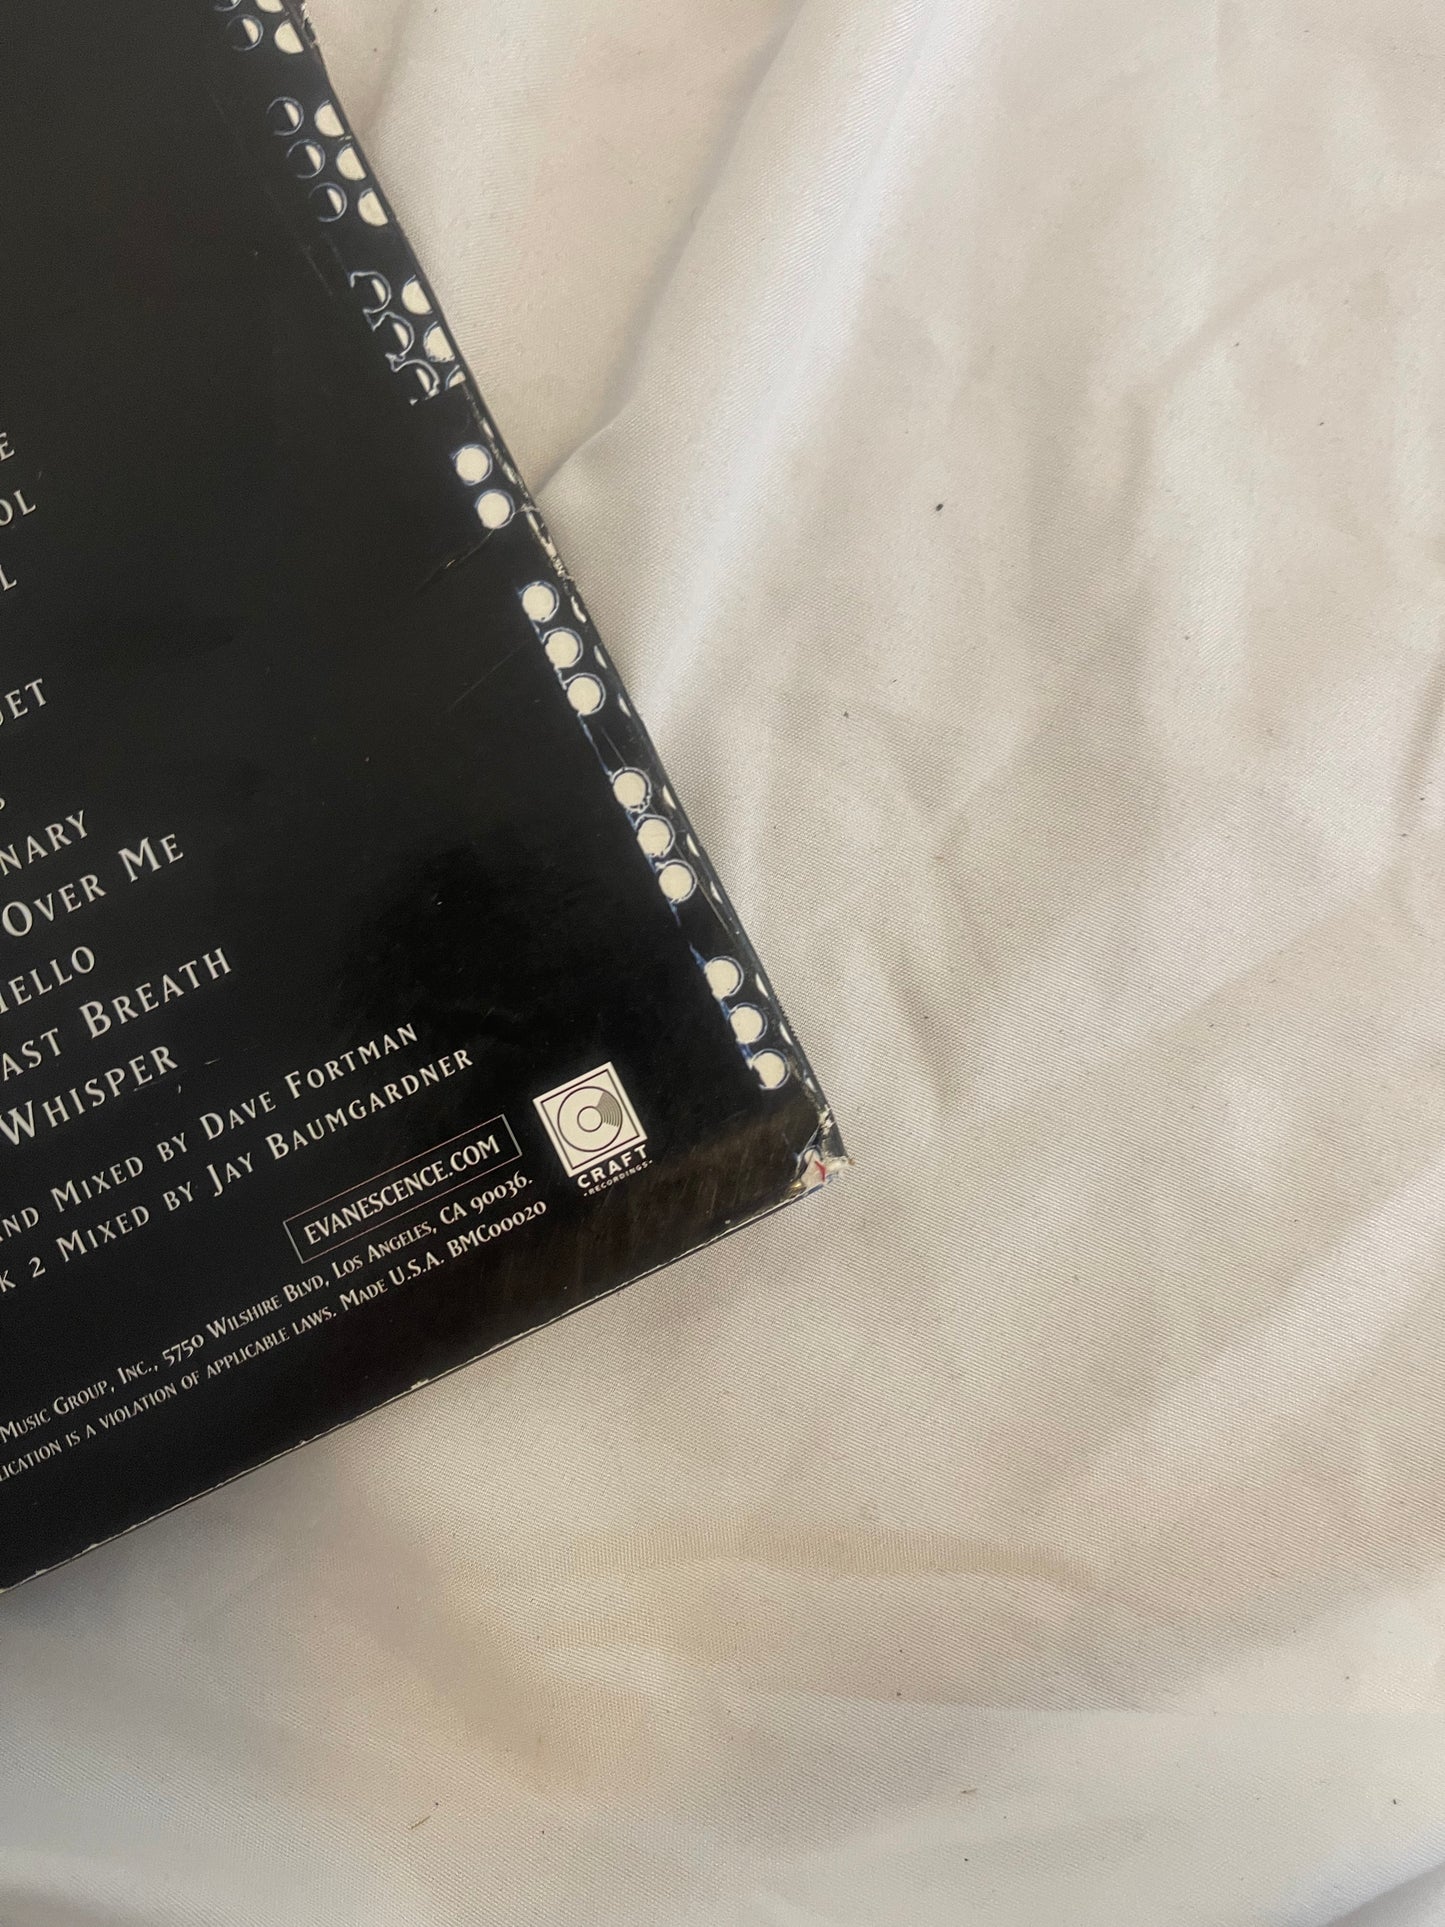 E
OL
L
UET
S
NARY
OVER ME
HELLO
AST BREATH
WHISPER
AND MIXED BY DAVE FORTMAN
K 2 MIXED BY JAY BAUMGARDNER
EVANESCENCE.COM
CRAFT
·RECORDINGS·
MUSIC GROUP, INC., 5750 WILSHIRE BLVD, LOS ANGELES, CA 90036.
LICATION IS A VIOLATION OF APPLICABLE LAWS. MADE U.S.A. BMC00020